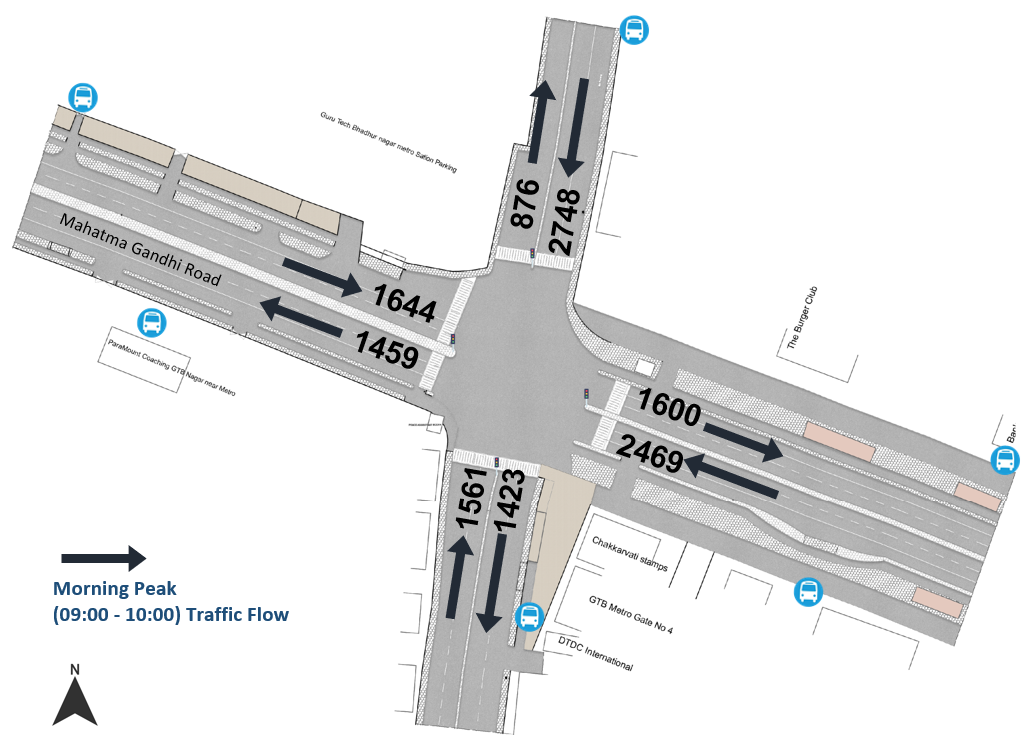 Guru Tech Bhadhur nagar metro Sation Parking
876
2748
Mahatma Gandhi Road
1644
1459
ParaMount Coaching GTB Nagar near Metro
The Burger Club
1600
2469
1561
1423
Chakkarvati stamps
GTB Metro Gate No 4
DTDC International
Morning Peak
(09:00 - 10:00) Traffic Flow
N